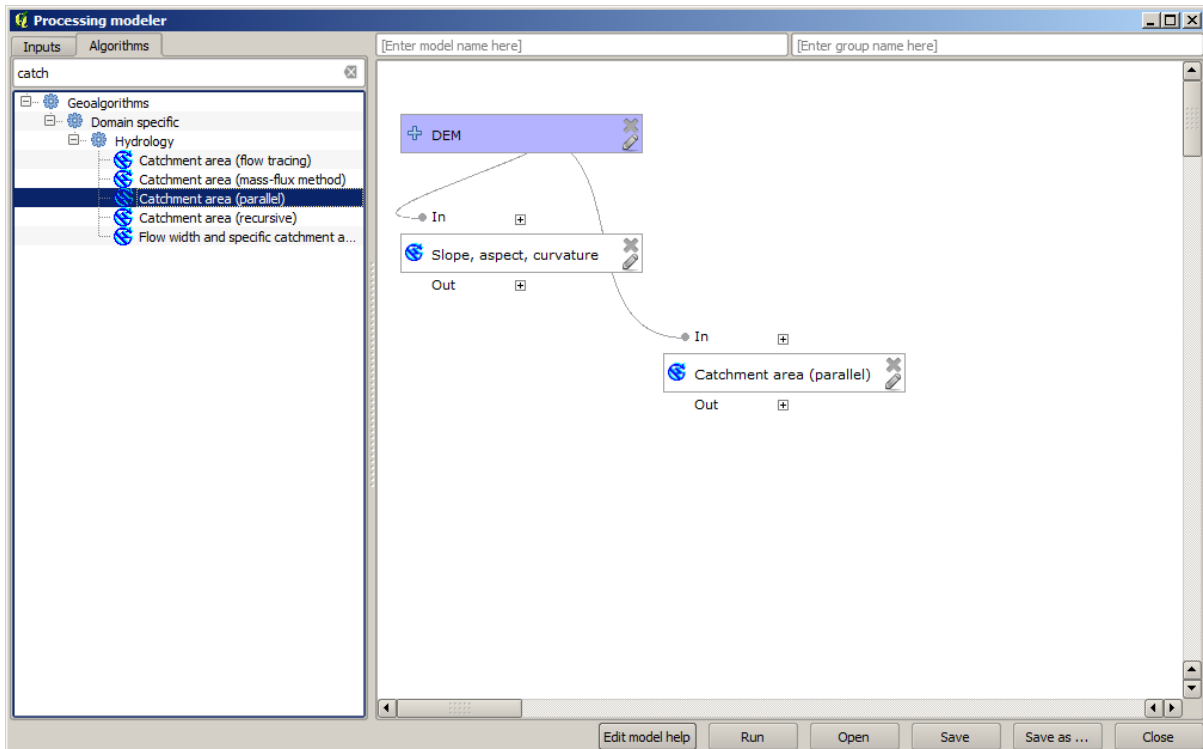 Processing modeler
Inputs
Algorithms
[Enter model name here]
[Enter group name here]
catch
Geoalgorithms
Domain specific
Hydrology
Catchment area (flow tracing)
Catchment area (mass-flux method)
Catchment area (parallel)
Catchment area (recursive)
Flow width and specific catchment a...
DEM
In
Slope, aspect, curvature
Out
In
Catchment area (parallel)
Out
Edit model help
Run
Open
Save
Save as ...
Close